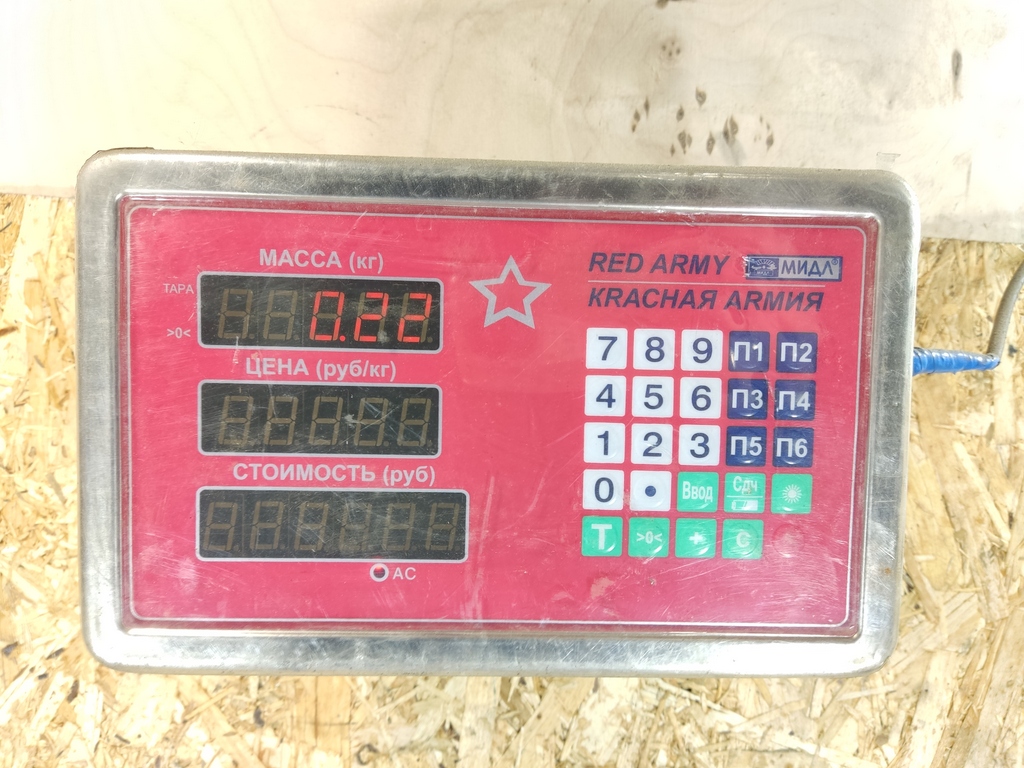 МАССА (кг)
ТАРА
>0<
0.22
ЦЕНА (руб/кг)
СТОИМОСТЬ (руб)
АС
RED ARMY МИДЛ®
КRАСНАЯ АRМИЯ
7 8 9 П1 П2
4 5 6 П3 П4
1 2 3 П5 П6
0 . Ввод Сдч
Т >0< + С